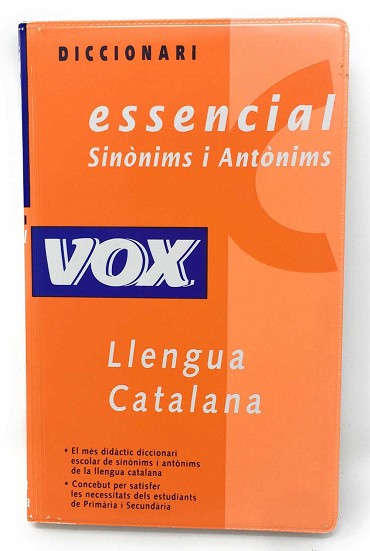 DICCIONARI
essencial
Sinònims i Antònims
VOX
Llengua
Catalana
• El més didàctic diccionari
escolar de sinònims i antònims
de la llengua catalana
• Concebut per satisfer
les necessitats dels estudiants
de Primària i Secundària